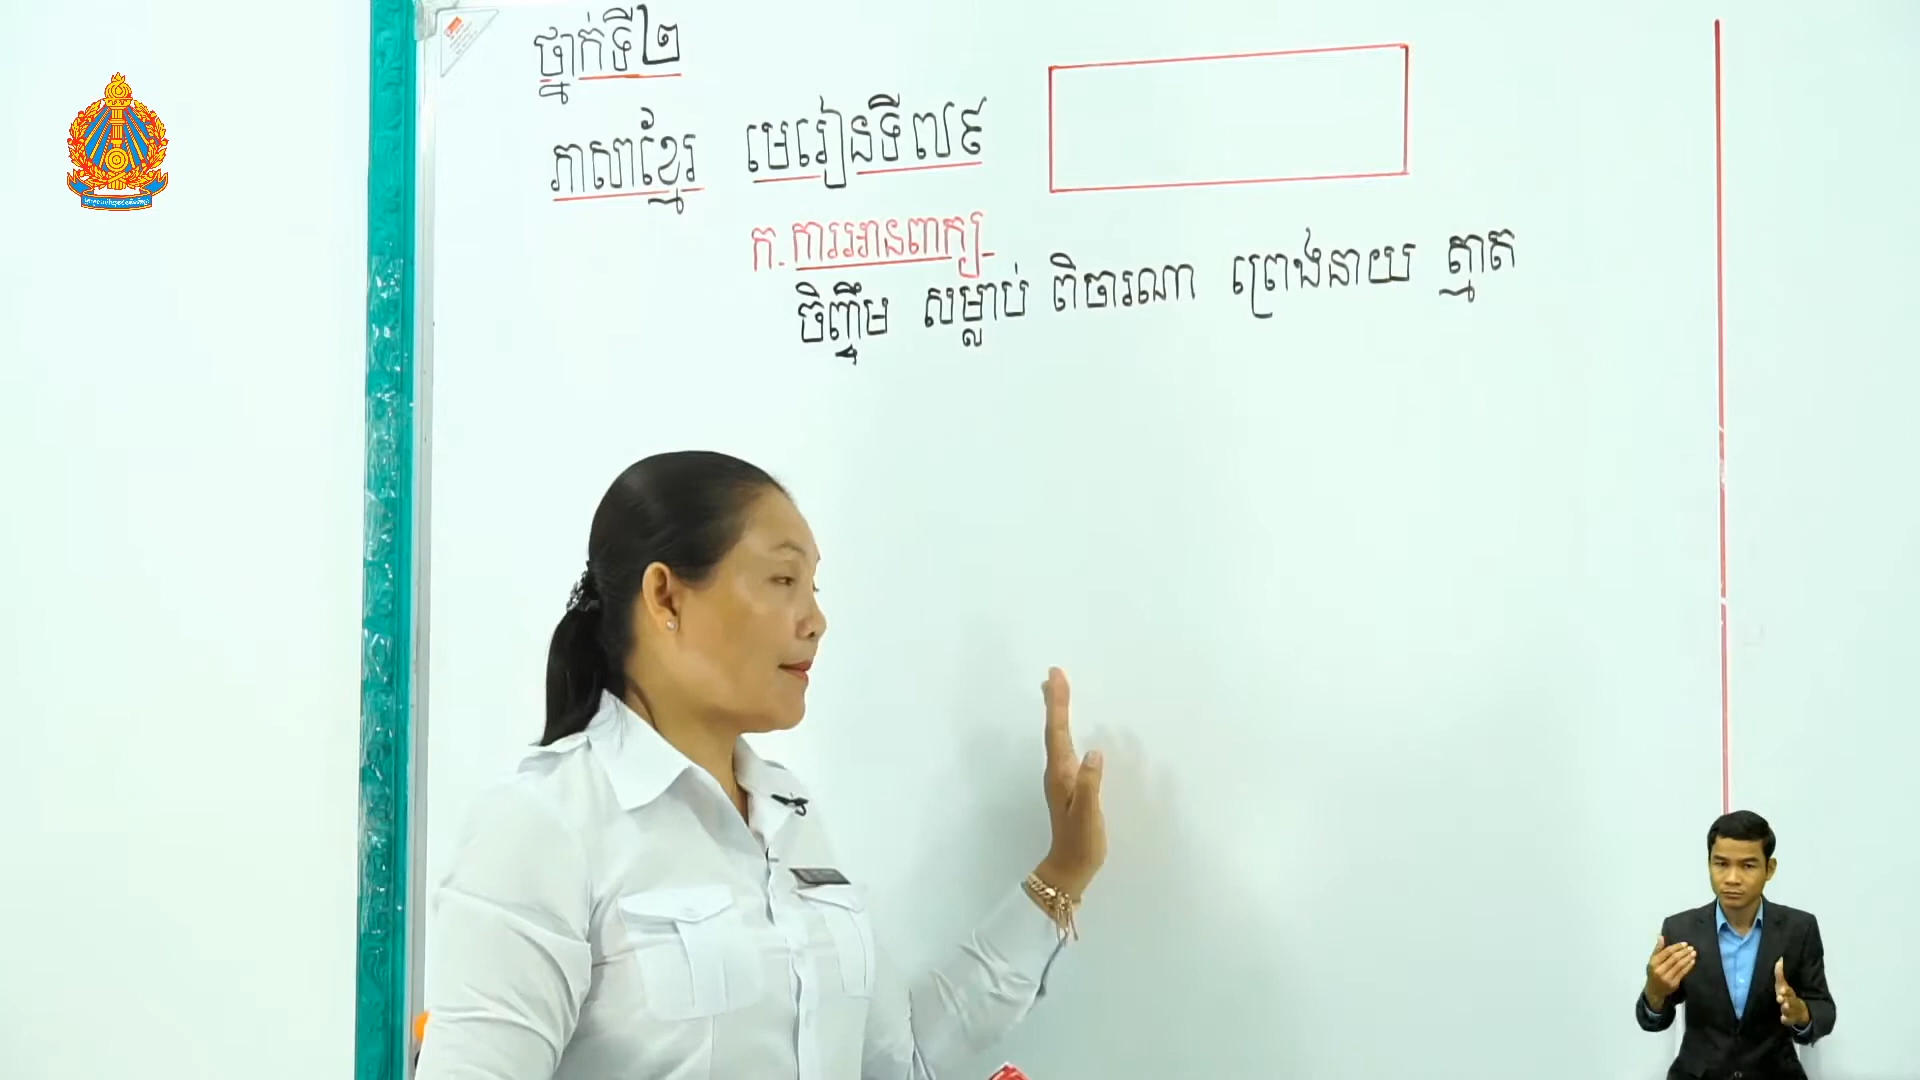 ថ្នាក់ទី២
ភាសាខ្មែរ មេរៀនទី៧៩
ក. ការអានពាក្យ
ចិញ្ចឹម សម្លាប់ ពិចារណា ព្រេងនាយ ត្មាត